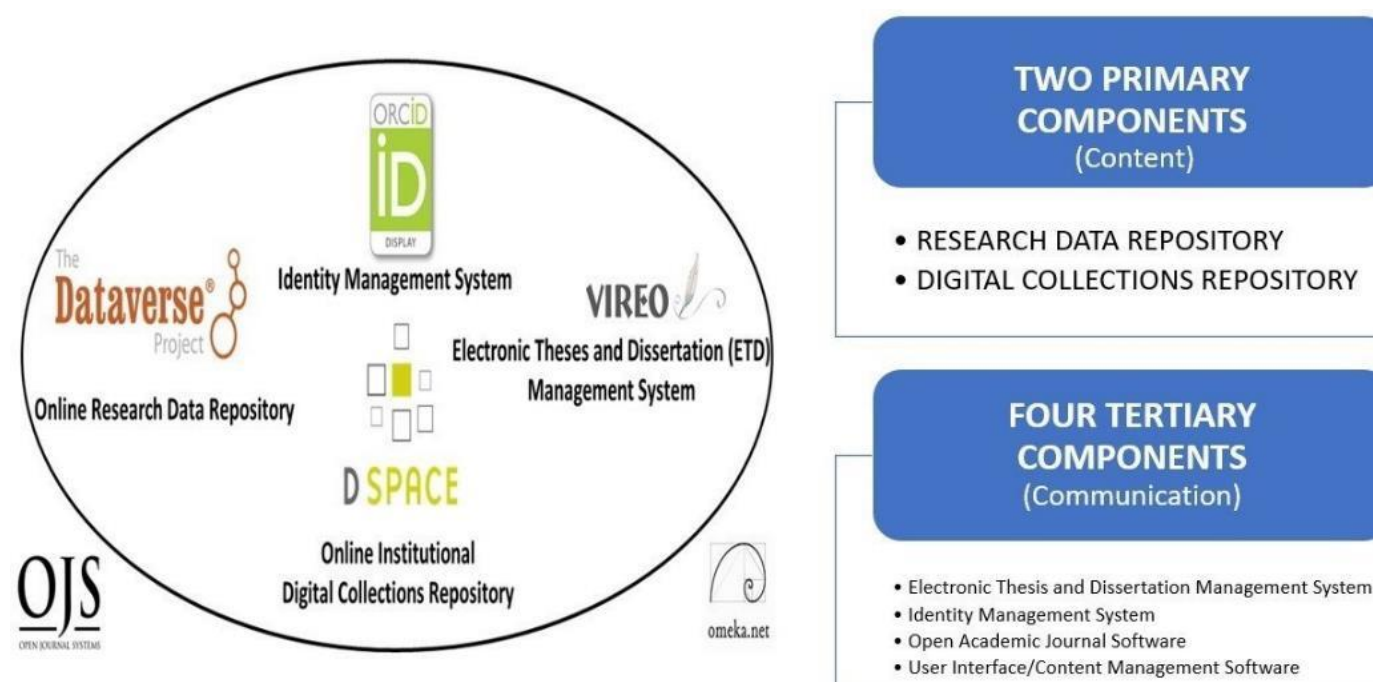 ORCID
iD
DISPLAY
Identity Management System
The
Dataverse®
Project
Online Research Data Repository
VIREO
Electronic Theses and Dissertation (ETD)
Management System
D SPACE
Online Institutional
Digital Collections Repository
OJS
OPEN JOURNAL SYSTEMS
omeka.net
TWO PRIMARY
COMPONENTS
(Content)
• RESEARCH DATA REPOSITORY
• DIGITAL COLLECTIONS REPOSITORY
FOUR TERTIARY
COMPONENTS
(Communication)
• Electronic Thesis and Dissertation Management System
• Identity Management System
• Open Academic Journal Software
• User Interface/Content Management Software